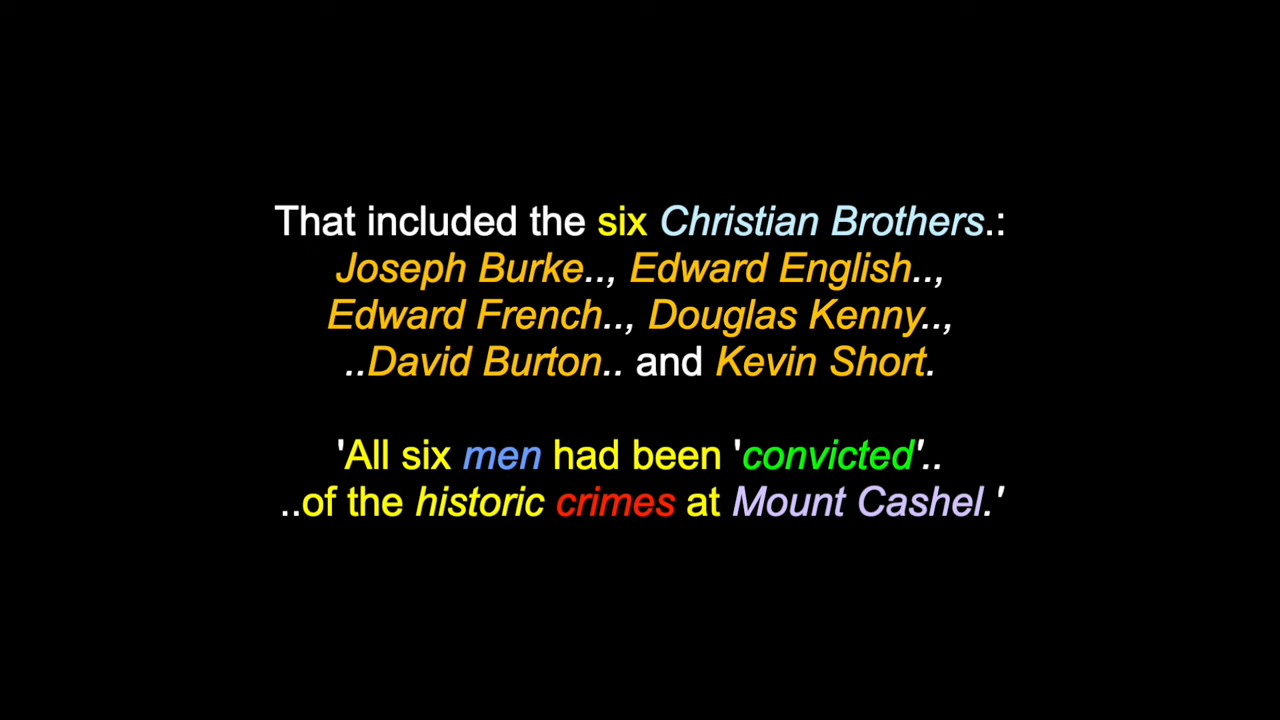 That included the six Christian Brothers.:
Joseph Burke.., Edward English..,
Edward French.., Douglas Kenny..,
..David Burton.. and Kevin Short.
'All six men had been 'convicted'..
..of the historic crimes at Mount Cashel.'